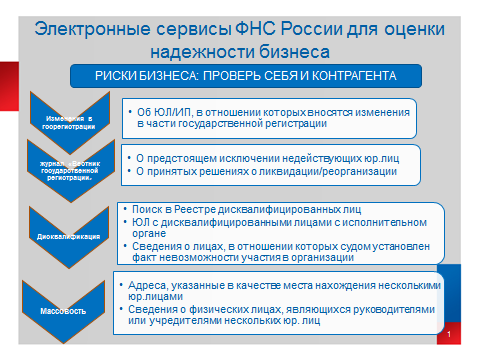 Электронные сервисы ФНС России для оценки
надежности бизнеса
РИСКИ БИЗНЕСА: ПРОВЕРЬ СЕБЯ И КОНТРАГЕНТА
Изменения в
госрегистрации
• Об ЮЛ/ИП, в отношении которых вносятся изменения
в части государственной регистрации
журнал «Вестник
государственной
регистрации»
• О предстоящем исключении недействующих юр.лиц
• О принятых решениях о ликвидации/реорганизации
Дисквалификация
• Поиск в Реестре дисквалифицированных лиц
• ЮЛ с дисквалифицированными лицами с исполнительном
органе
• Сведения о лицах, в отношении которых судом установлен
факт невозможности участия в организации
Массовость
• Адреса, указанные в качестве места нахождения несколькими
юр.лицами
• Сведения о физических лицах, являющихся руководителями
или учредителями нескольких юр. лиц
1